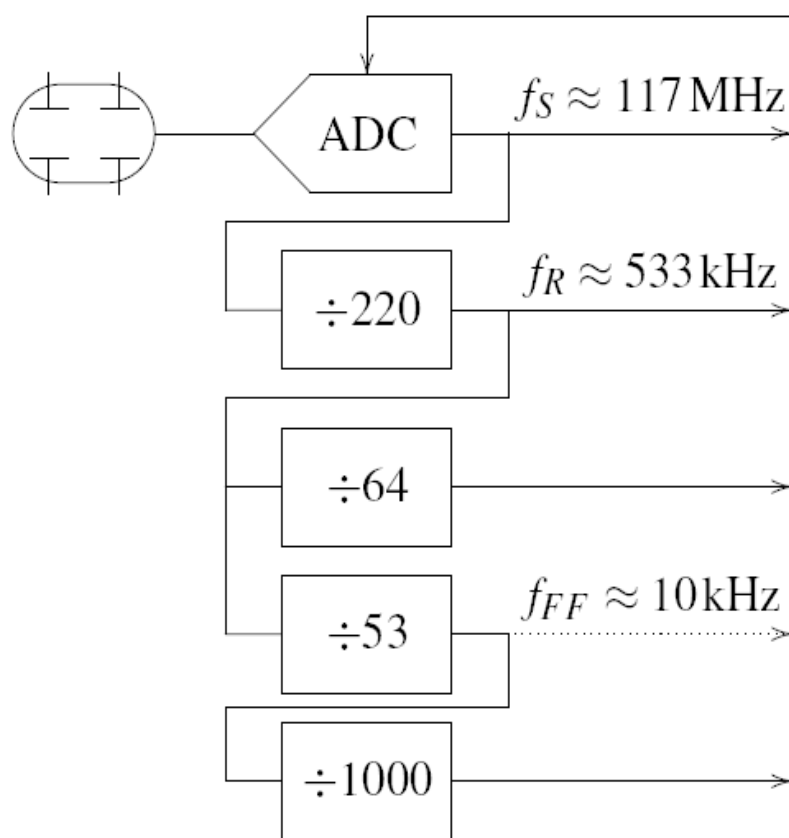 f_S ≈ 117 MHz
ADC
f_R ≈ 533 kHz
÷220
÷64
f_FF ≈ 10 kHz
÷53
÷1000